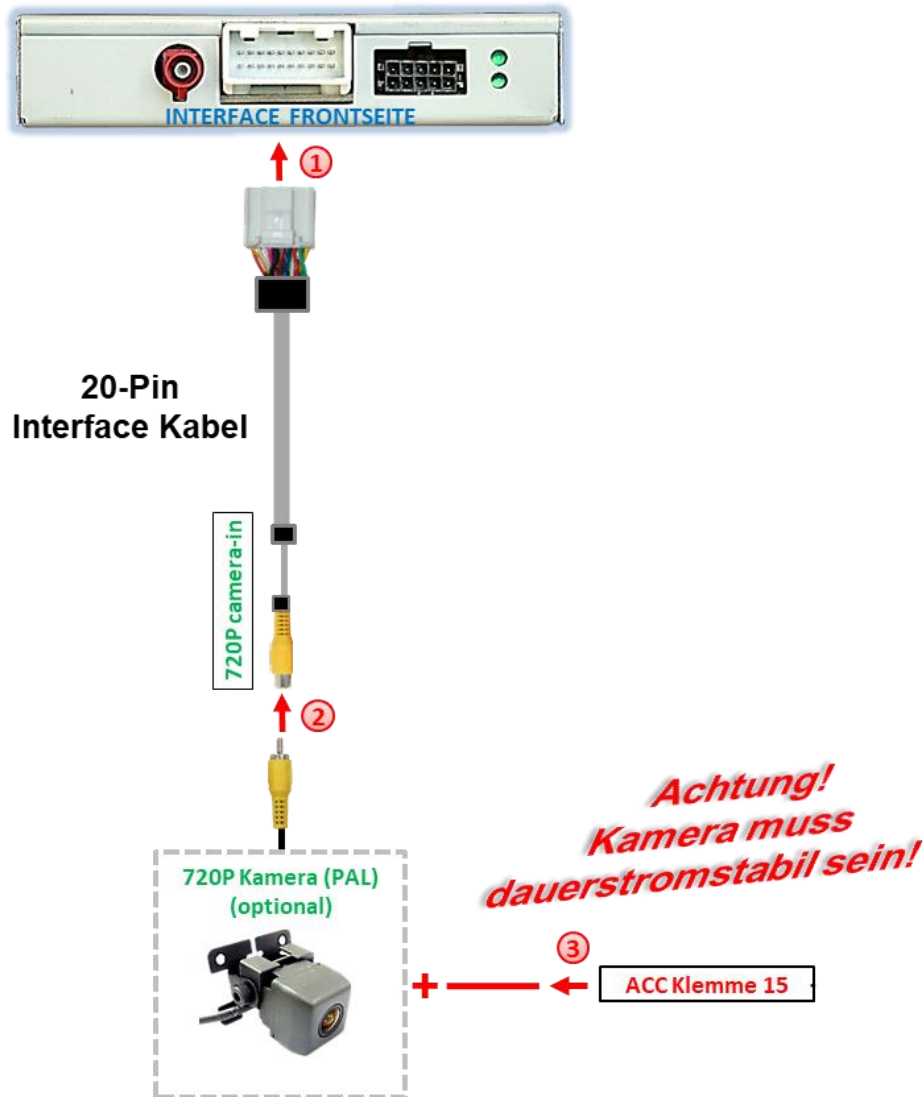 INTERFACE FRONTSEITE
1
20-Pin
Interface Kabel
720P camera-in
2
Achtung!
Kamera muss
dauerstromstabil sein!
720P Kamera (PAL)
(optional)
3
+
ACC Klemme 15